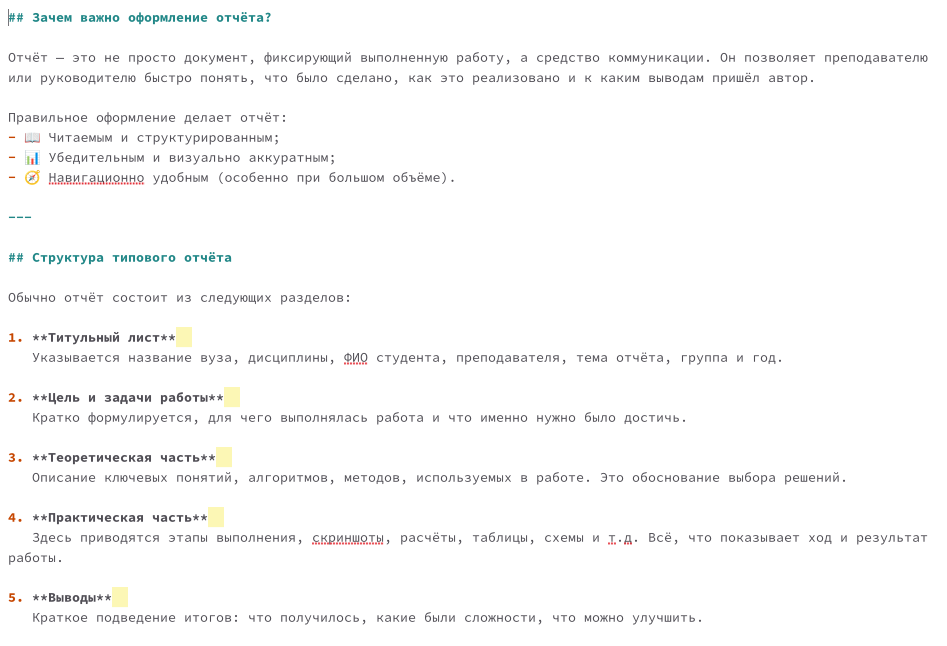 ## Зачем важно оформление отчёта?
Отчёт — это не просто документ, фиксирующий выполненную работу, а средство коммуникации. Он позволяет преподавателю
или руководителю быстро понять, что было сделано, как это реализовано и к каким выводам пришёл автор.
Правильное оформление делает отчёт:
- 📖 Читаемым и структурированным;
- 📊 Убедительным и визуально аккуратным;
- 🧭 Навигационно удобным (особенно при большом объёме).
---
## Структура типового отчёта
Обычно отчёт состоит из следующих разделов:
1. **Титульный лист**
Указывается название вуза, дисциплины, ФИО студента, преподавателя, тема отчёта, группа и год.
2. **Цель и задачи работы**
Кратко формулируется, для чего выполнялась работа и что именно нужно было достичь.
3. **Теоретическая часть**
Описание ключевых понятий, алгоритмов, методов, используемых в работе. Это обоснование выбора решений.
4. **Практическая часть**
Здесь приводятся этапы выполнения, скриншоты, расчёты, таблицы, схемы и т.д. Всё, что показывает ход и результат
работы.
5. **Выводы**
Краткое подведение итогов: что получилось, какие были сложности, что можно улучшить.